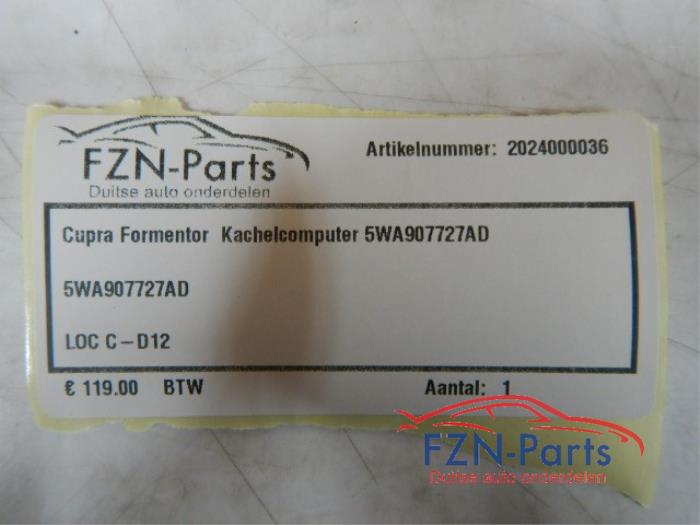 FZN-Parts
Duitse auto onderdelen
Artikelnummer: 2024000036
Cupra Formentor Kachelcomputer 5WA907727AD
5WA907727AD
LOC C-D12
€ 119.00 BTW
Aantal: 1
FZN-Parts
Duitse auto onderdelen